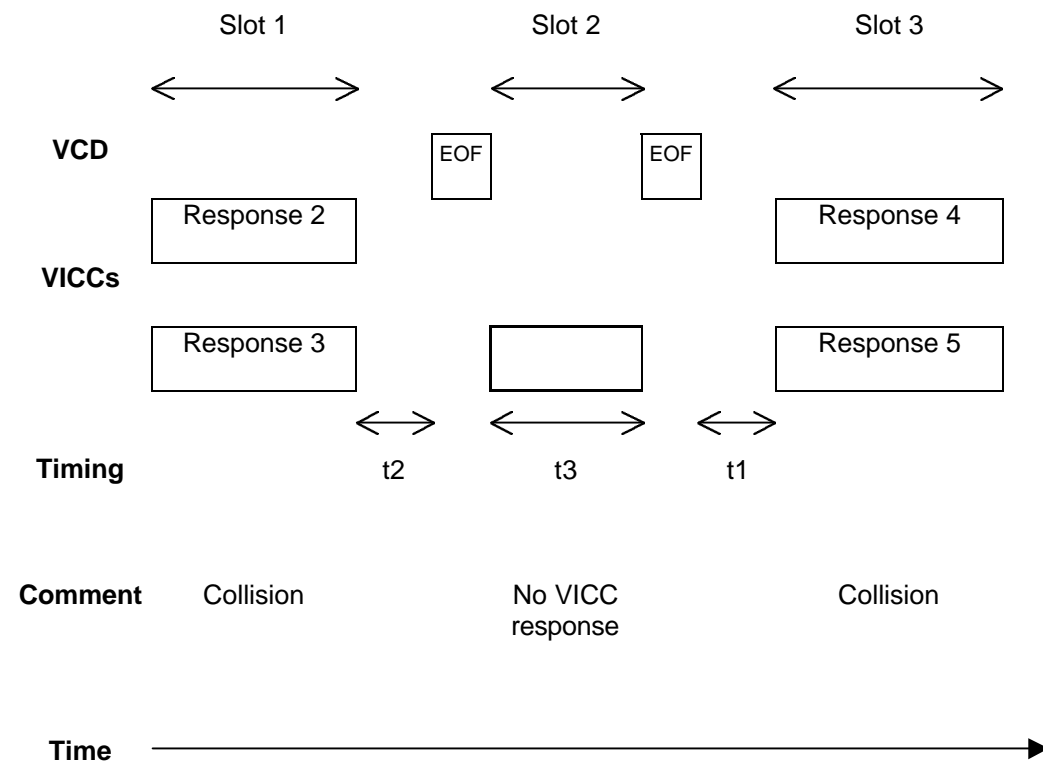 Slot 1 Slot 2 Slot 3
VCD EOF EOF
Response 2 Response 4
VICCs
Response 3 Response 5
Timing t2 t3 t1
Comment Collision No VICC Collision
response
Time